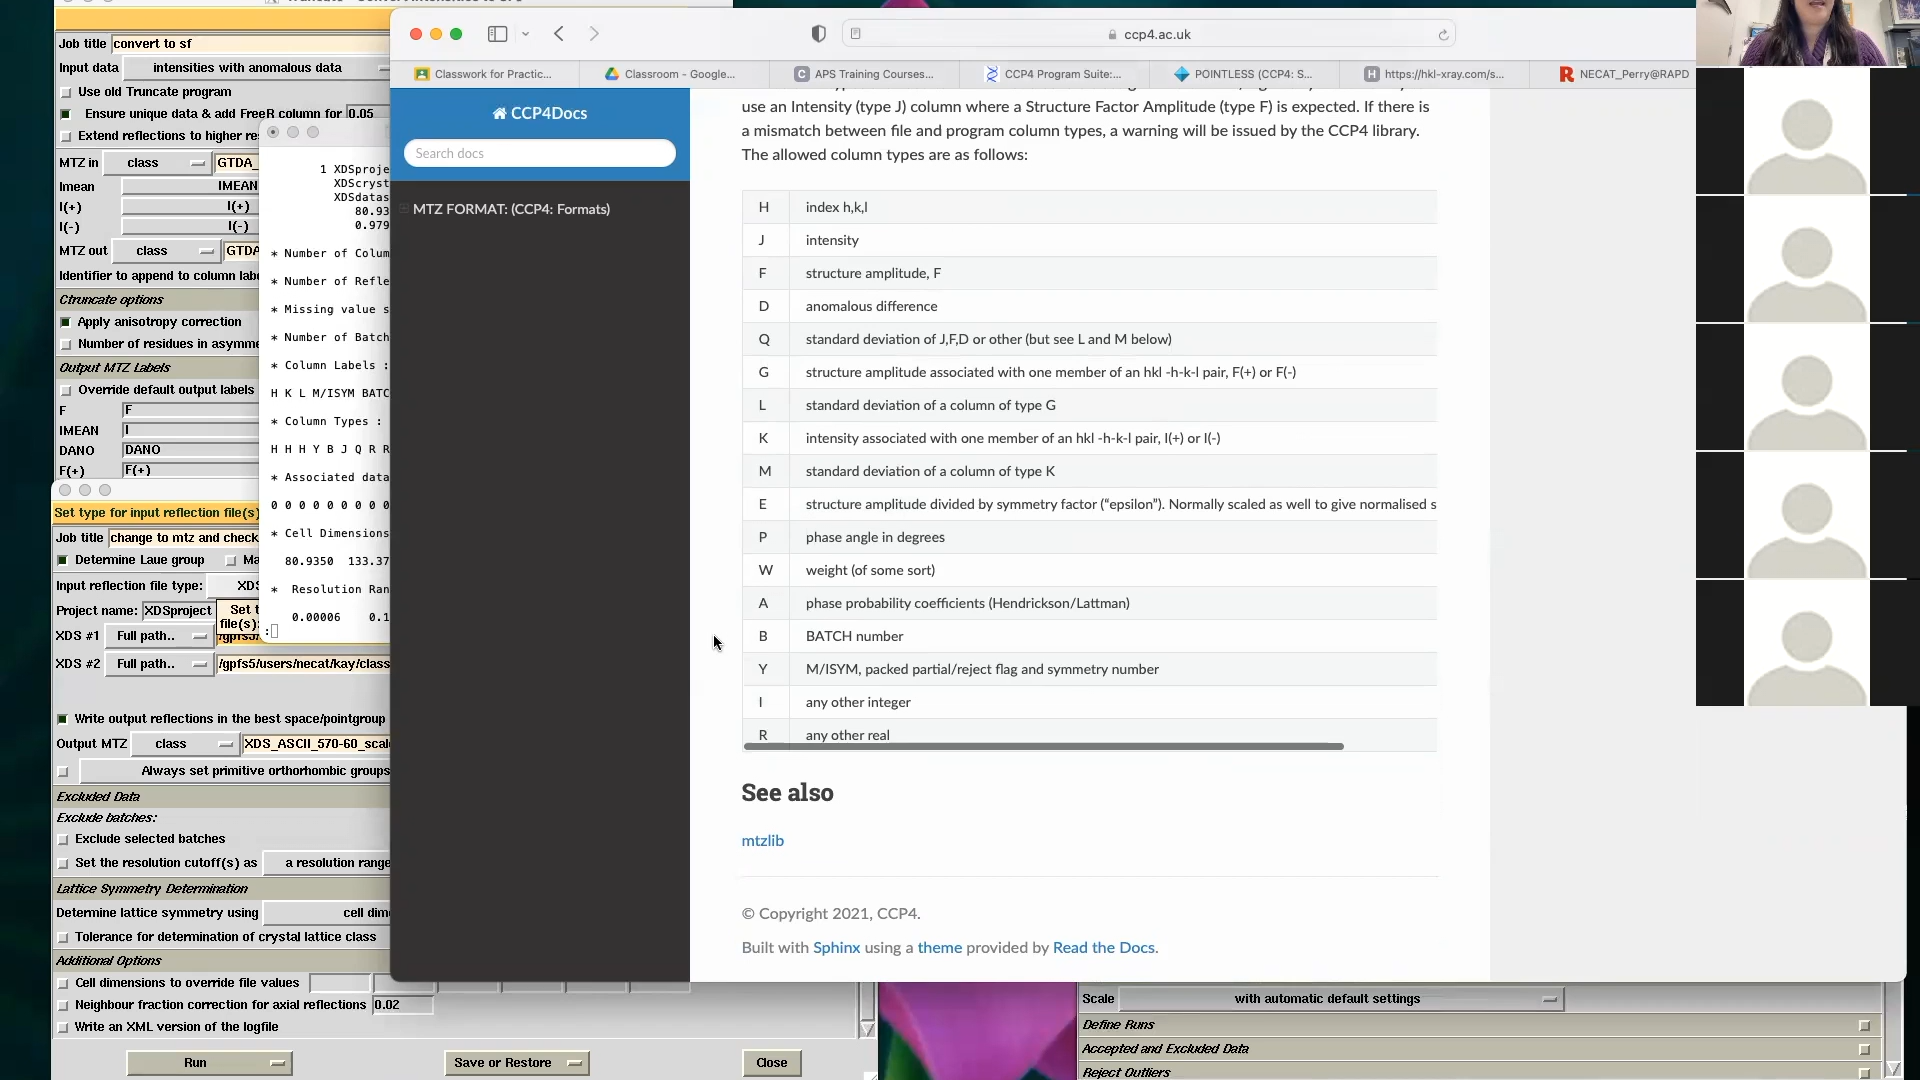 Job title convert to sf
Input data intensities with anomalous data
Use old Truncate program
Ensure unique data & add FreeR column for 0.05
Extend reflections to higher res
MTZ in class GTDA_
Imean IMEAN
I(+) I(+)
I(-) I(-)
MTZ out class GTDA
Identifier to append to column labe
Ctruncate options
Apply anisotropy correction
Number of residues in asymme
Output MTZ Labels
Override default output labels
F F
IMEAN I
DANO DANO
F(+) F(+)
1 XDSproje
XDScryst
XDSdatas
80.93
0.979
* Number of Colum
* Number of Refle
* Missing value s
* Number of Batch
* Column Labels :
H K L M/ISYM BATC
* Column Types :
H H H Y B J Q R R
* Associated data
0 0 0 0 0 0 0 0 0
* Cell Dimensions
80.9350 133.37
* Resolution Ran
0.00006 0.1
:
Set type for input reflection file(s)
Job title change to mtz and check
Determine Laue group Ma
Input reflection file type: XDS
Project name: XDSproject Set t
file(s)
XDS #1 Full path.. /gpfs5/
XDS #2 Full path.. /gpfs5/users/necat/kay/class
Write output reflections in the best space/pointgroup
Output MTZ class XDS_ASCII_570-60_scale
Always set primitive orthorhombic groups
Excluded Data
Exclude batches:
Exclude selected batches
Set the resolution cutoff(s) as a resolution range
Lattice Symmetry Determination
Determine lattice symmetry using cell dime
Tolerance for determination of crystal lattice class
Additional Options
Cell dimensions to override file values
Neighbour fraction correction for axial reflections 0.02
Write an XML version of the logfile
Run Save or Restore Close
ccp4.ac.uk
Classwork for Practic...
Classroom - Google...
APS Training Courses...
CCP4 Program Suite:...
POINTLESS (CCP4: S...
https://hkl-xray.com/s...
NECAT_Perry@RAPD
CCP4Docs
Search docs
MTZ FORMAT: (CCP4: Formats)
use an Intensity (type J) column where a Structure Factor Amplitude (type F) is expected. If there is
a mismatch between file and program column types, a warning will be issued by the CCP4 library.
The allowed column types are as follows:
H index h,k,l
J intensity
F structure amplitude, F
D anomalous difference
Q standard deviation of J,F,D or other (but see L and M below)
G structure amplitude associated with one member of an hkl -h-k-l pair, F(+) or F(-)
L standard deviation of a column of type G
K intensity associated with one member of an hkl -h-k-l pair, I(+) or I(-)
M standard deviation of a column of type K
E structure amplitude divided by symmetry factor (“epsilon”). Normally scaled as well to give normalised s
P phase angle in degrees
W weight (of some sort)
A phase probability coefficients (Hendrickson/Lattman)
B BATCH number
Y M/ISYM, packed partial/reject flag and symmetry number
I any other integer
R any other real
See also
mtzlib
© Copyright 2021, CCP4.
Built with Sphinx using a theme provided by Read the Docs.
Scale with automatic default settings
Define Runs
Accepted and Excluded Data
Reject Outliers